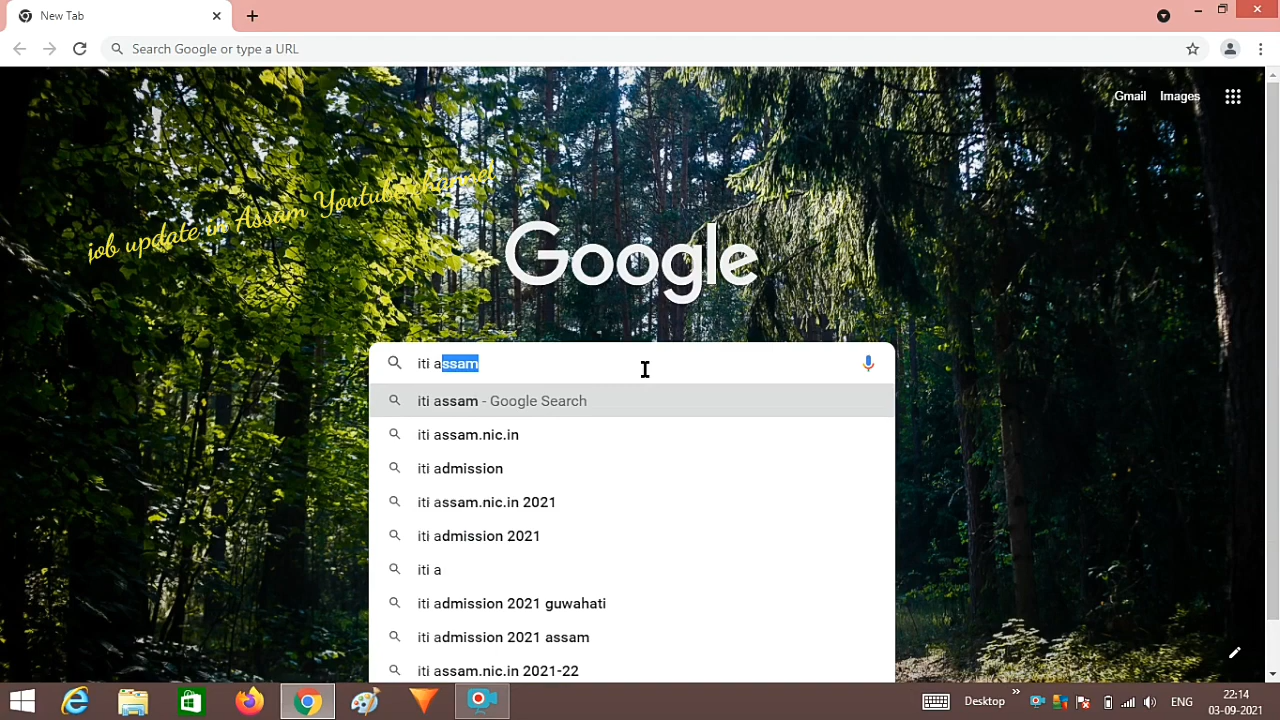 New Tab
Search Google or type a URL
Gmail Images
job update in Assam Youtube channel
Google
iti assam
iti assam - Google Search
iti assam.nic.in
iti admission
iti assam.nic.in 2021
iti admission 2021
iti a
iti admission 2021 guwahati
iti admission 2021 assam
iti assam.nic.in 2021-22
Desktop
ENG
22:14
03-09-2021